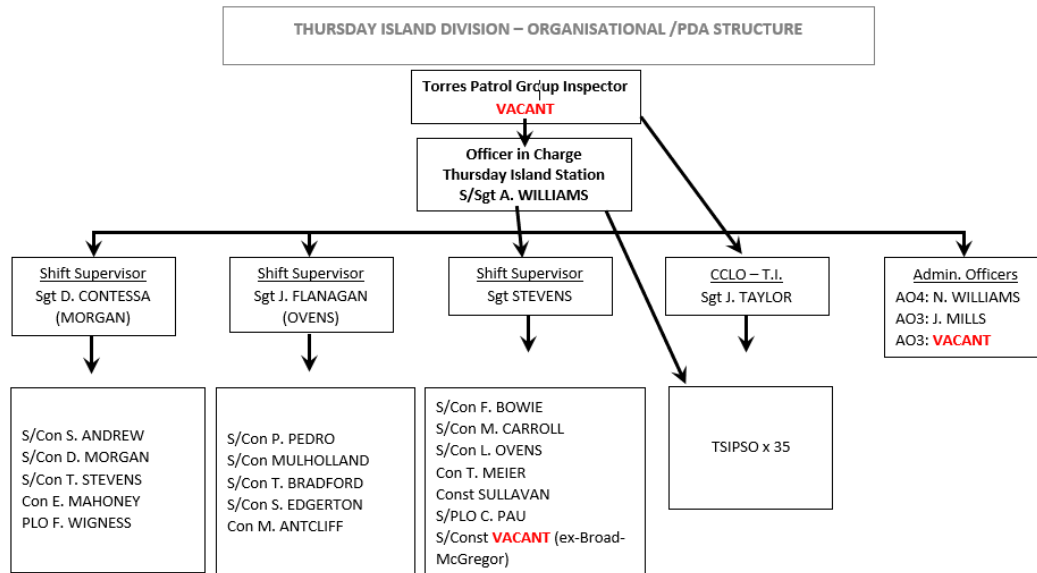 THURSDAY ISLAND DIVISION – ORGANISATIONAL /PDA STRUCTURE
Torres Patrol Group Inspector
VACANT
Officer in Charge
Thursday Island Station
S/Sgt A. WILLIAMS
Shift Supervisor
Sgt D. CONTESSA
(MORGAN)
Shift Supervisor
Sgt J. FLANAGAN
(OVENS)
Shift Supervisor
Sgt STEVENS
CCLO – T.I.
Sgt J. TAYLOR
Admin. Officers
AO4: N. WILLIAMS
AO3: J. MILLS
AO3: VACANT
S/Con S. ANDREW
S/Con D. MORGAN
S/Con T. STEVENS
Con E. MAHONEY
PLO F. WIGNESS
S/Con P. PEDRO
S/Con MULHOLLAND
S/Con T. BRADFORD
S/Con S. EDGERTON
Con M. ANTCLIFF
S/Con F. BOWIE
S/Con M. CARROLL
S/Con L. OVENS
Con T. MEIER
Const SULLAVAN
S/PLO C. PAU
S/Const VACANT (ex-Broad-
McGregor)
TSIPSO x 35